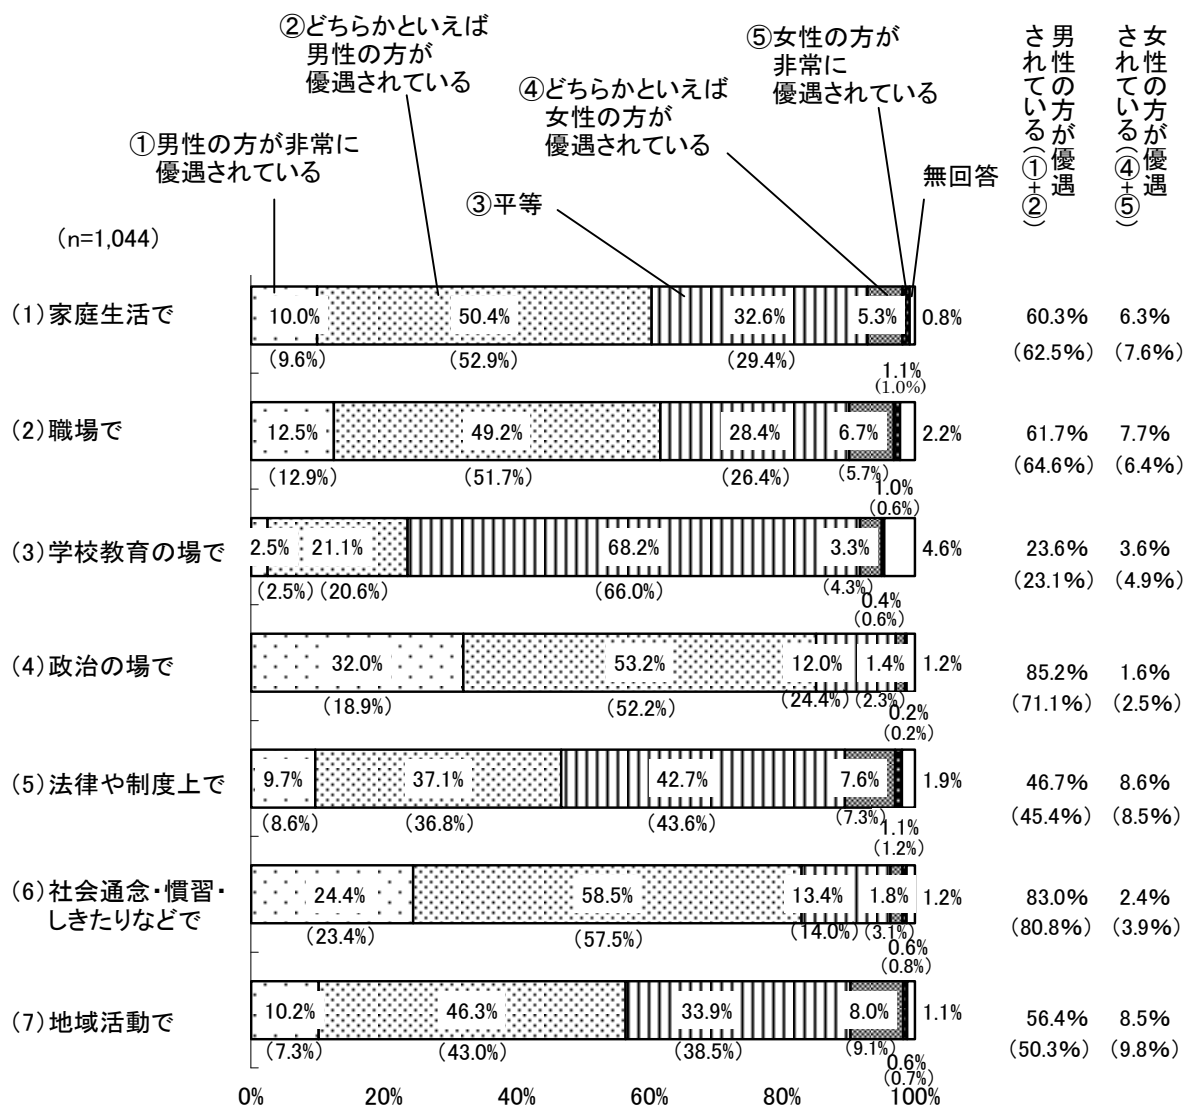 ②どちらかといえば
男性の方が
優遇されている
⑤女性の方が
非常に
優遇されている
④どちらかといえば
女性の方が
優遇されている
①男性の方が非常に
優遇されている
③平等
無回答
男性の方が優遇
されている(①+②)
女性の方が優遇
されている(④+⑤)
(n=1,044)
(1)家庭生活で
10.0% 50.4% 32.6% 5.3% 0.8% 60.3% 6.3%
(9.6%) (52.9%) (29.4%) (62.5%) (7.6%)
1.1%
(1.0%)
(2)職場で
12.5% 49.2% 28.4% 6.7% 2.2% 61.7% 7.7%
(12.9%) (51.7%) (26.4%) (5.7%) (64.6%) (6.4%)
1.0%
(0.6%)
(3)学校教育の場で
2.5% 21.1% 68.2% 3.3% 4.6% 23.6% 3.6%
(2.5%) (20.6%) (66.0%) (4.3%) (23.1%) (4.9%)
0.4%
(0.6%)
(4)政治の場で
32.0% 53.2% 12.0% 1.4% 1.2% 85.2% 1.6%
(18.9%) (52.2%) (24.4%) (2.3%) (71.1%) (2.5%)
0.2%
(0.2%)
(5)法律や制度上で
9.7% 37.1% 42.7% 7.6% 1.9% 46.7% 8.6%
(8.6%) (36.8%) (43.6%) (7.3%) (45.4%) (8.5%)
1.1%
(1.2%)
(6)社会通念・慣習・
しきたりなどで
24.4% 58.5% 13.4% 1.8% 1.2% 83.0% 2.4%
(23.4%) (57.5%) (14.0%) (3.1%) (80.8%) (3.9%)
0.6%
(0.8%)
(7)地域活動で
10.2% 46.3% 33.9% 8.0% 1.1% 56.4% 8.5%
(7.3%) (43.0%) (38.5%) (9.1%) (50.3%) (9.8%)
0.6%
(0.7%)
0% 20% 40% 60% 80% 100%